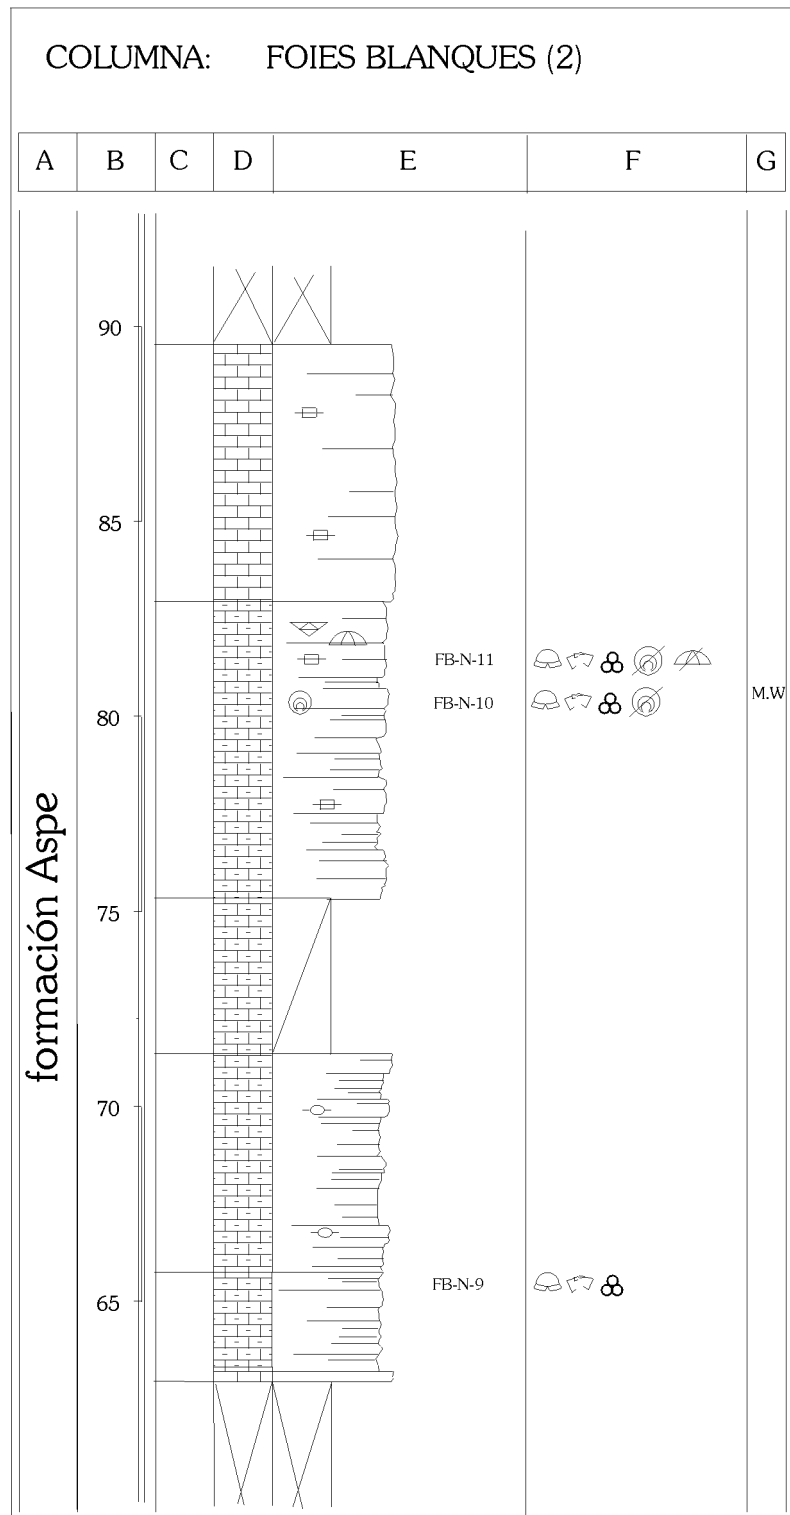 COLUMNA: FOIES BLANQUES (2)
A B C D E F G
90
85
FB-N-11
FB-N-10
M.W
80
75
70
FB-N-9
65
formación Aspe